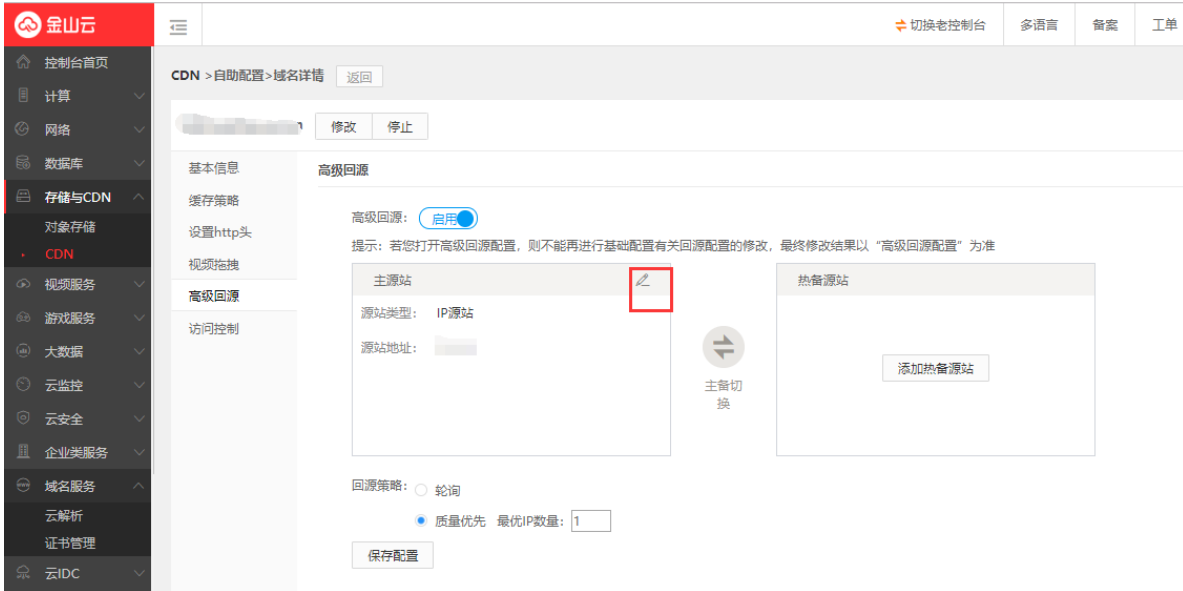 金山云
切换老控制台
多语言
备案
工单
控制台首页
计算
网络
数据库
存储与CDN
对象存储
CDN
视频服务
游戏服务
大数据
云监控
云安全
企业类服务
域名服务
云解析
证书管理
云IDC
CDN >自助配置>域名详情 返回
修改 停止
基本信息
缓存策略
设置http头
视频拖拽
高级回源
访问控制
高级回源
高级回源： 启用
提示：若您打开高级回源配置，则不能再进行基础配置有关回源配置的修改，最终修改结果以“高级回源配置”为准
主源站
源站类型： IP源站
源站地址：
主备切
换
热备源站
添加热备源站
回源策略： 轮询
质量优先 最优IP数量： 1
保存配置